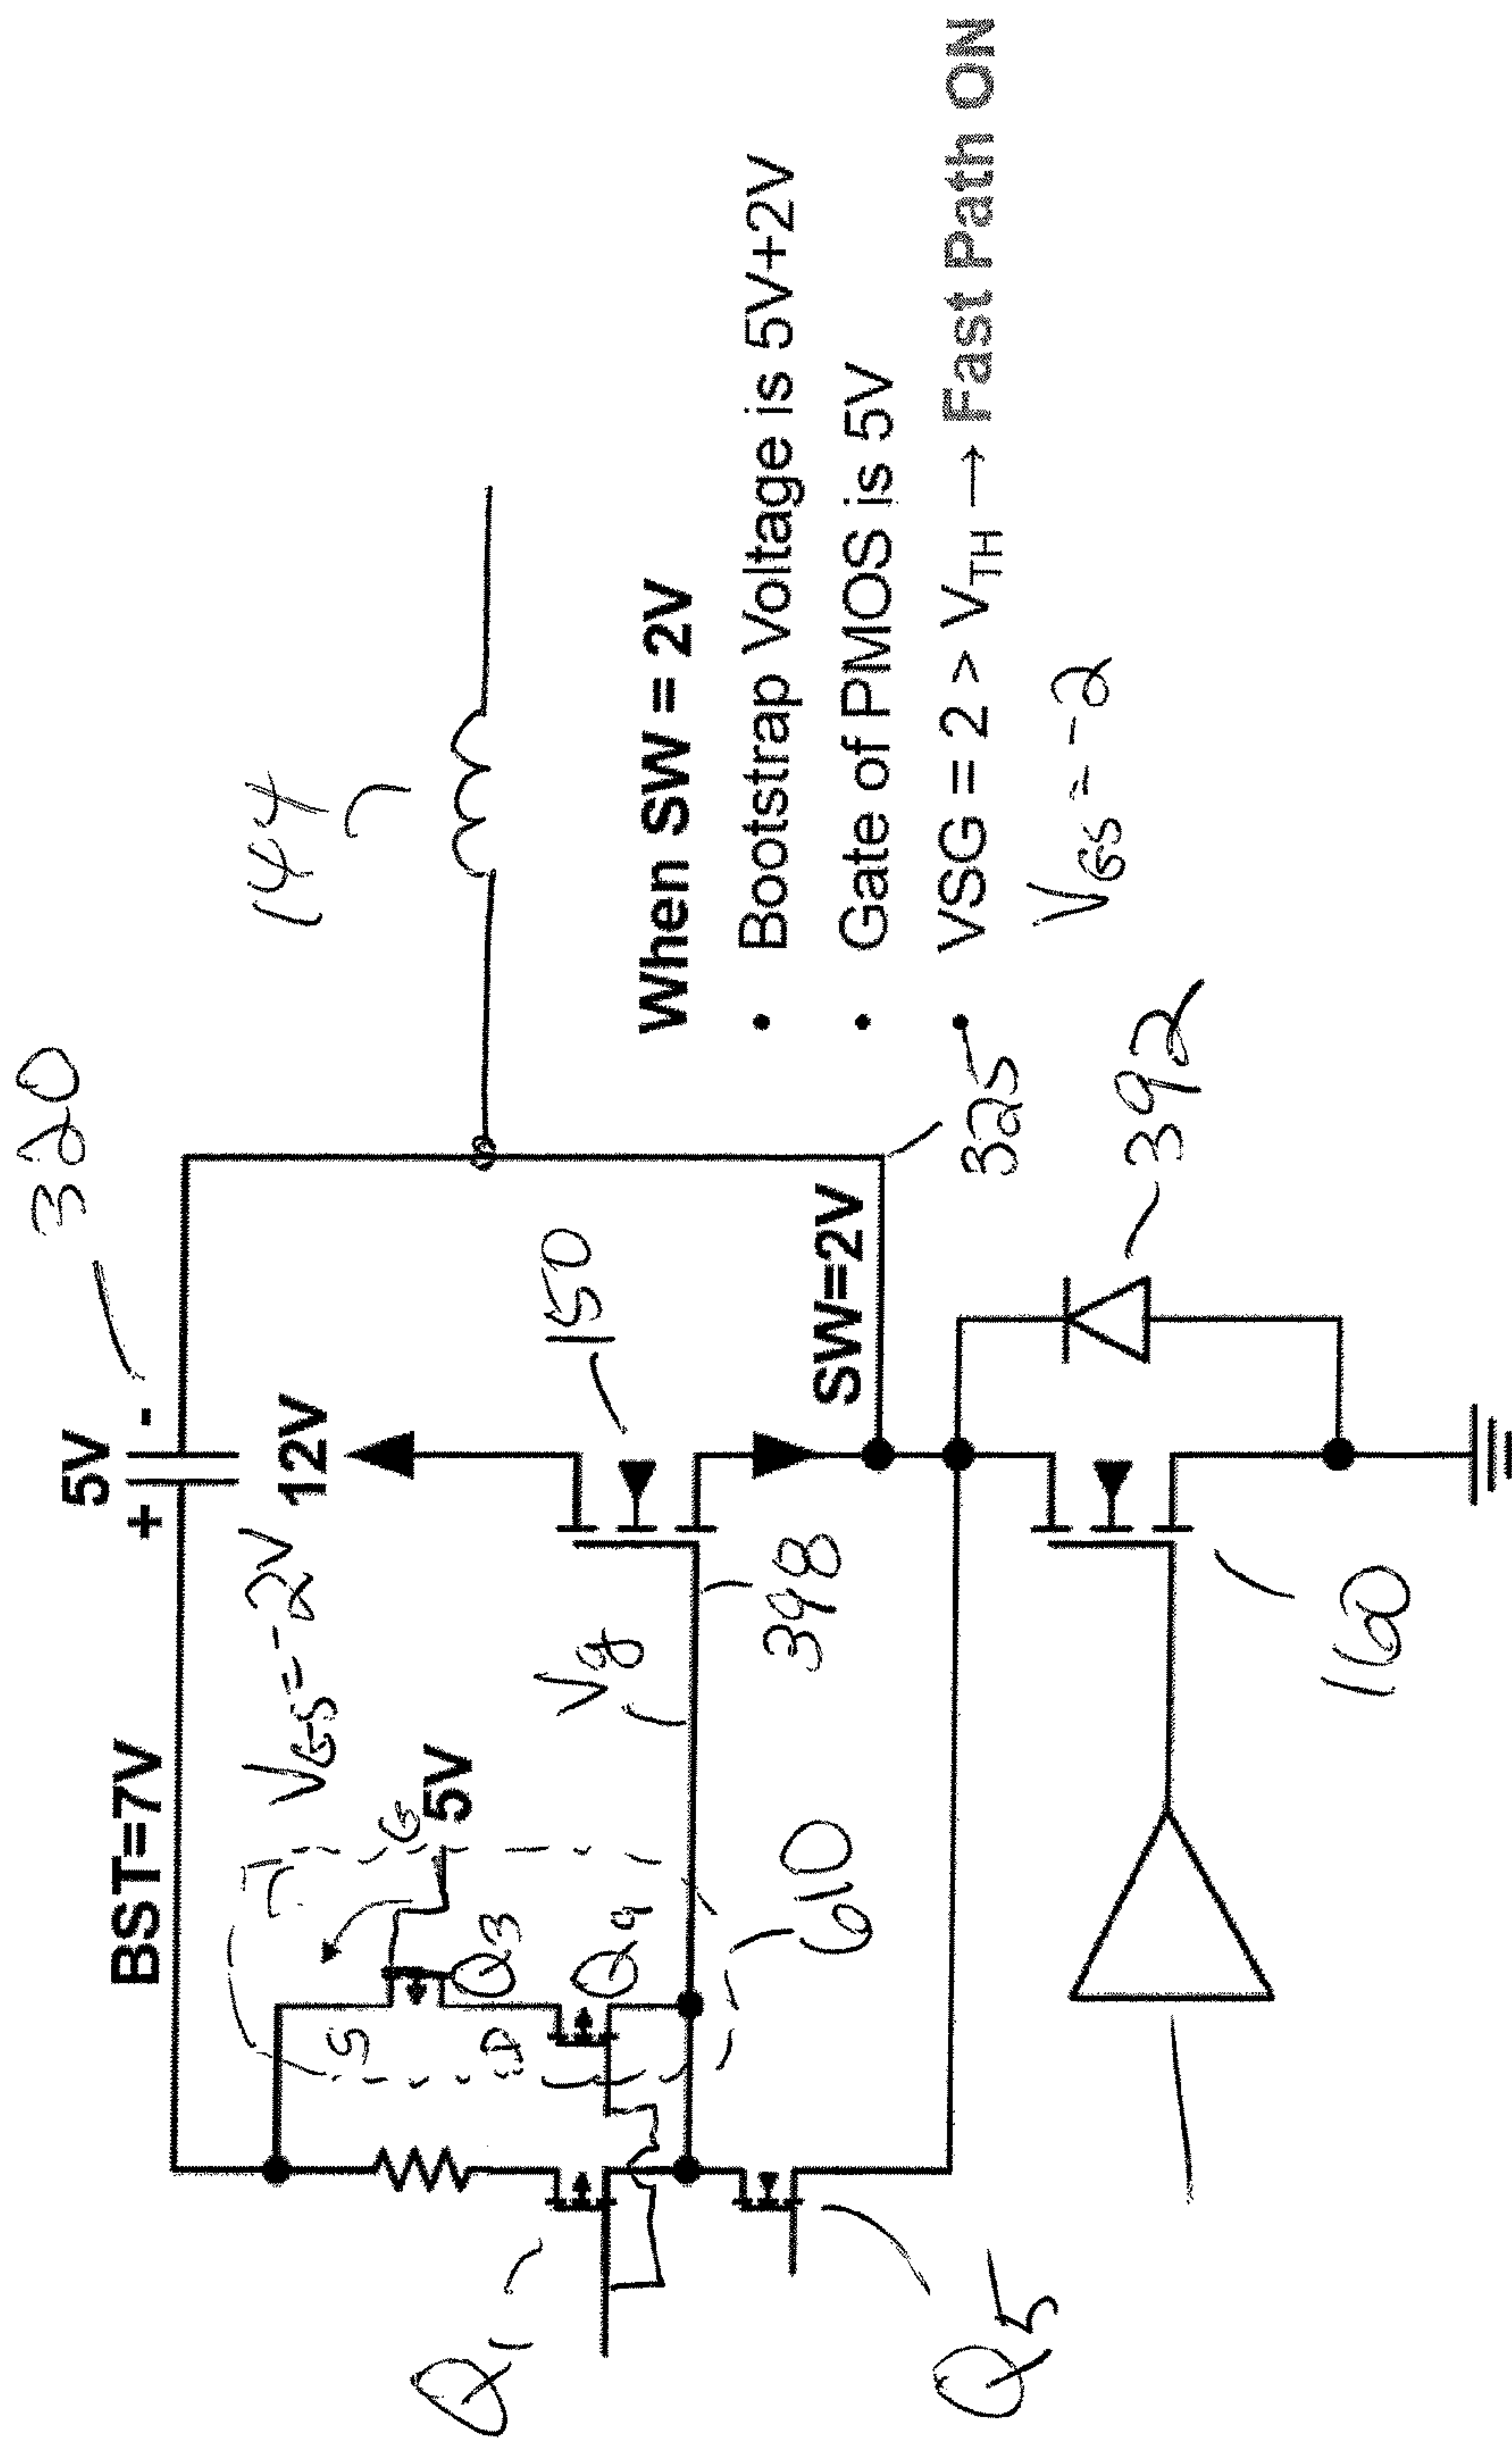 320
5V
+ -
144
BST=7V
VGS=-2V
12V
G
5V
S
D
Q3
Q4
Vg
150
398
SW=2V
325
When SW = 2V
• Bootstrap Voltage is 5V+2V
• Gate of PMOS is 5V
• VSG = 2 > VTH → Fast Path ON
VGS = -2
Q1
610
Q5
392
160